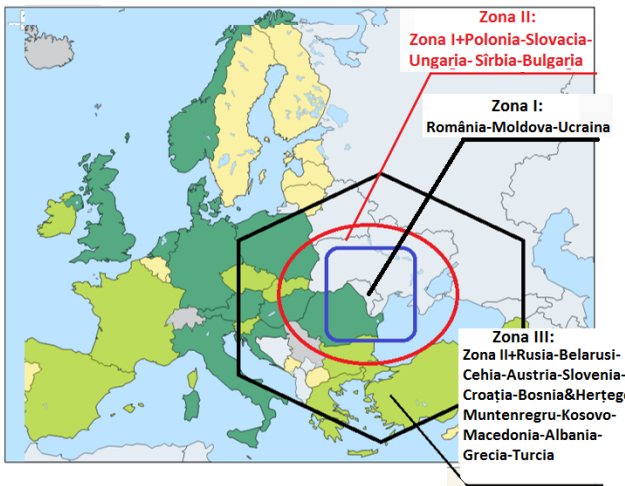 Zona II:
Zona I+Polonia-Slovacia-
Ungaria- Sîrbia-Bulgaria
Zona I:
România-Moldova-Ucraina
Zona III:
Zona II+Rusia-Belarusi-
Cehia-Austria-Slovenia-
Croația-Bosnia&Herțego
Muntenregru-Kosovo-
Macedonia-Albania-
Grecia-Turcia